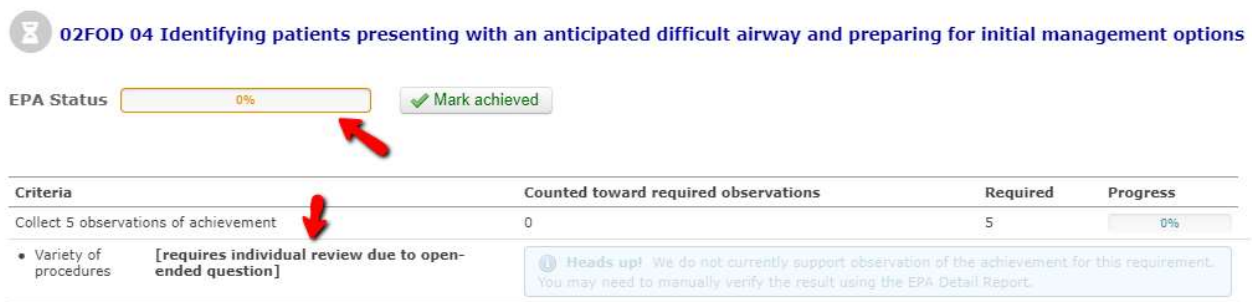 02FOD 04 Identifying patients presenting with an anticipated difficult airway and preparing for initial management options
EPA Status 0% Mark achieved
Criteria Counted toward required observations Required Progress
Collect 5 observations of achievement 0 5 0%
• Variety of procedures [requires individual review due to open-ended question]
Heads up! We do not currently support observation of the achievement for this requirement.
You may need to manually verify the result using the EPA Detail Report.